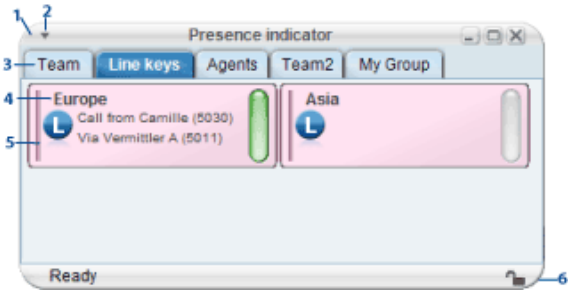 1 2
Presence indicator
3 Team Line keys Agents Team2 My Group
4 Europe Asia
L Call from Camille (5030) L
5 Via Vermittler A (5011)
Ready 6